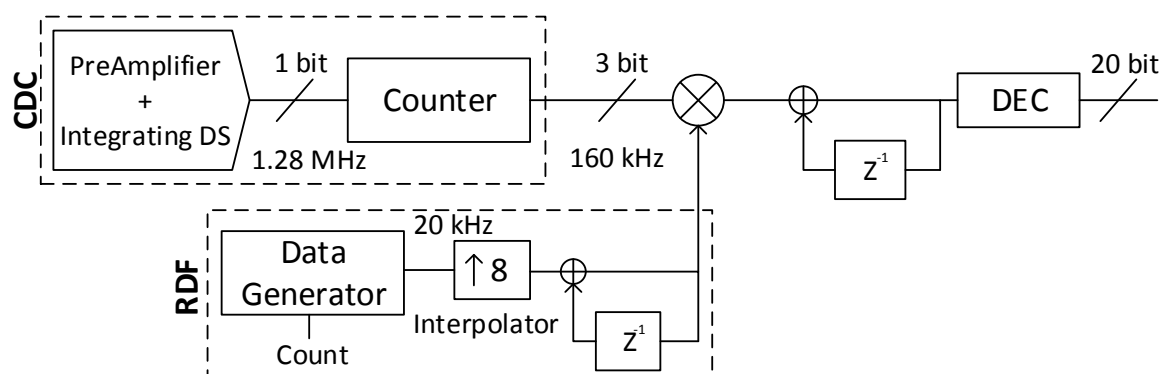 CDC
PreAmplifier
+
Integrating DS
1 bit
1.28 MHz
Counter
3 bit
160 kHz
DEC
20 bit
Z⁻¹
RDF
Data
Generator
Count
20 kHz
↑ 8
Interpolator
Z⁻¹